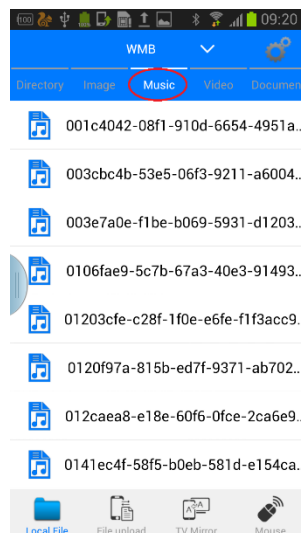 100 09:20
WMB
Directory Image Music Video Documen
001c4042-08f1-910d-6654-4951a..
003cbc4b-53e5-06f3-9211-a6004..
003e7a0e-f1be-b069-5931-d1203..
0106fae9-5c7b-67a3-40e3-91493..
01203cfe-c28f-1f0e-e6fe-f1f3acc9.
0120f97a-815b-ed7f-9371-ab702..
012caea8-e18e-60f6-0fce-2ca6e9..
0141ec4f-58f5-b0eb-581d-e154ca..
Local File File upload TV Mirror Mouse